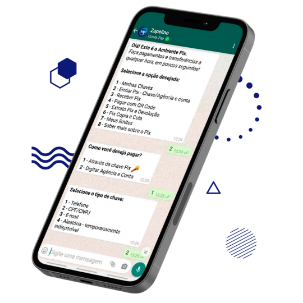 Zapelino
Conta Pix
Olá! Este é o Ambiente Pix.
Faça pagamentos e transferências a
qualquer hora, em poucos segundos!
Selecione a opção desejada:
1 - Minhas Chaves
2 - Enviar Pix - Chave/Agência e conta
3 - Receber Pix
4 - Pagar com QR Code
5 - Extrato Pix e Devolução
6 - Pix Copia e Cola
7 - Meus limites
8 - Saber mais sobre o Pix
2
Como você deseja pagar?
1 - Através da chave Pix
2 - Digitar Agência e Conta
1
Selecione o tipo de chave:
1 - Telefone
2 - CPF/CNPJ
3 - E-mail
4 - Aleatória - temporariamente
indisponível
2
Digite uma mensagem